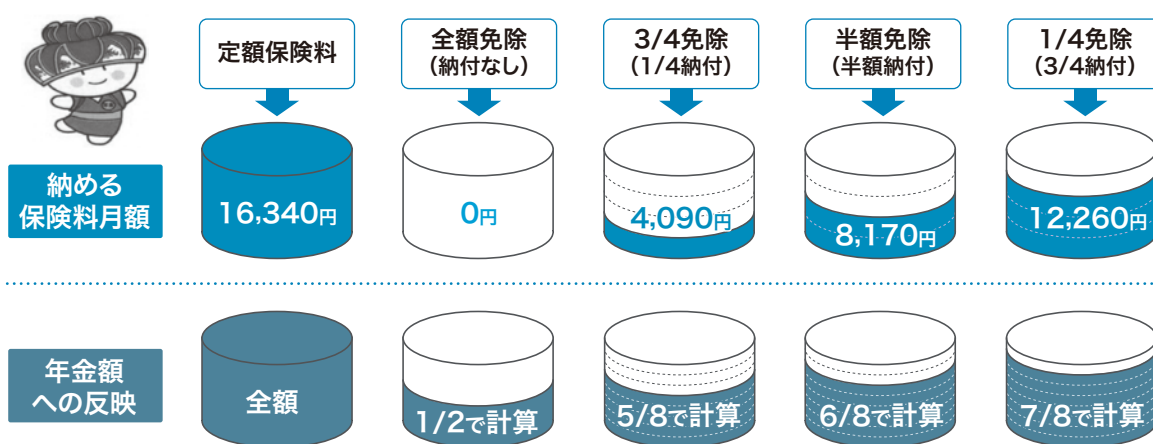 定額保険料
全額免除
(納付なし)
3/4免除
(1/4納付)
半額免除
(半額納付)
1/4免除
(3/4納付)
納める
保険料月額
16,340円
0円
4,090円
8,170円
12,260円
年金額
への反映
全額
1/2で計算
5/8で計算
6/8で計算
7/8で計算